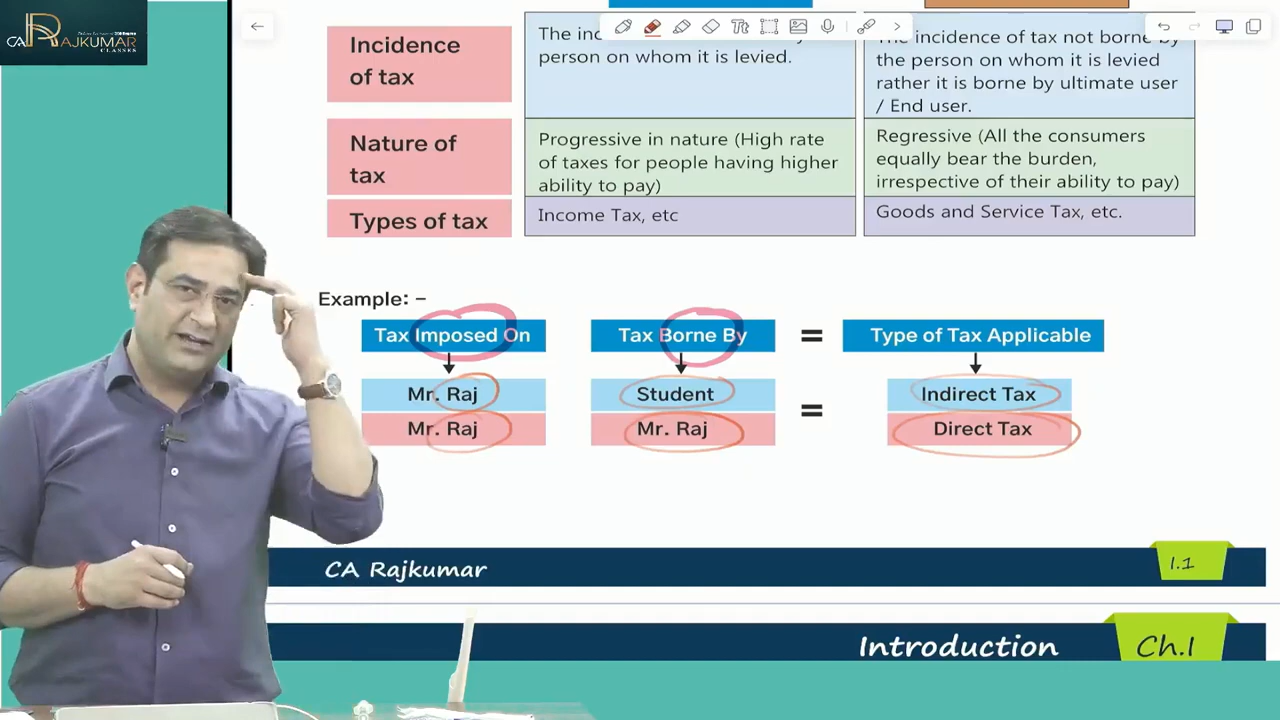 CA RAJKUMAR
CLASSES
Incidence
of tax
The inc
person on whom it is levied.
The incidence of tax not borne by
the person on whom it is levied
rather it is borne by ultimate user
/ End user.
Nature of
tax
Progressive in nature (High rate
of taxes for people having higher
ability to pay)
Regressive (All the consumers
equally bear the burden,
irrespective of their ability to pay)
Types of tax
Income Tax, etc
Goods and Service Tax, etc.
Example: –
Tax Imposed On
Tax Borne By
=
Type of Tax Applicable
Mr. Raj
Student
=
Indirect Tax
Mr. Raj
Mr. Raj
Direct Tax
CA Rajkumar
1.1
Introduction
Ch.1